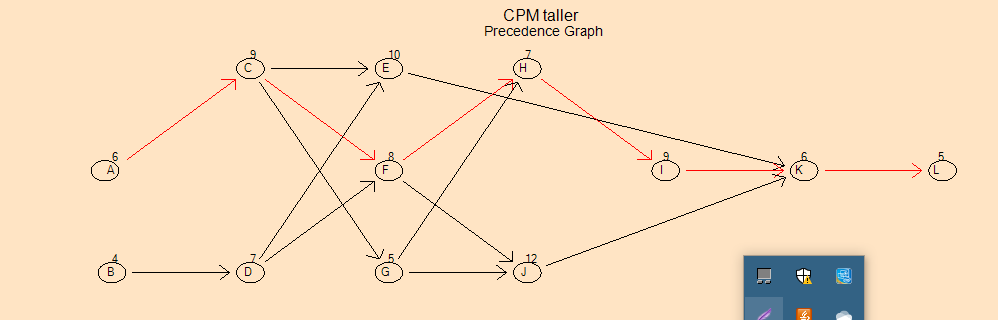 CPM taller
Precedence Graph
9 10 7
C E H
6 8 9 6 5
A F I K L
4 7 5 12
B D G J